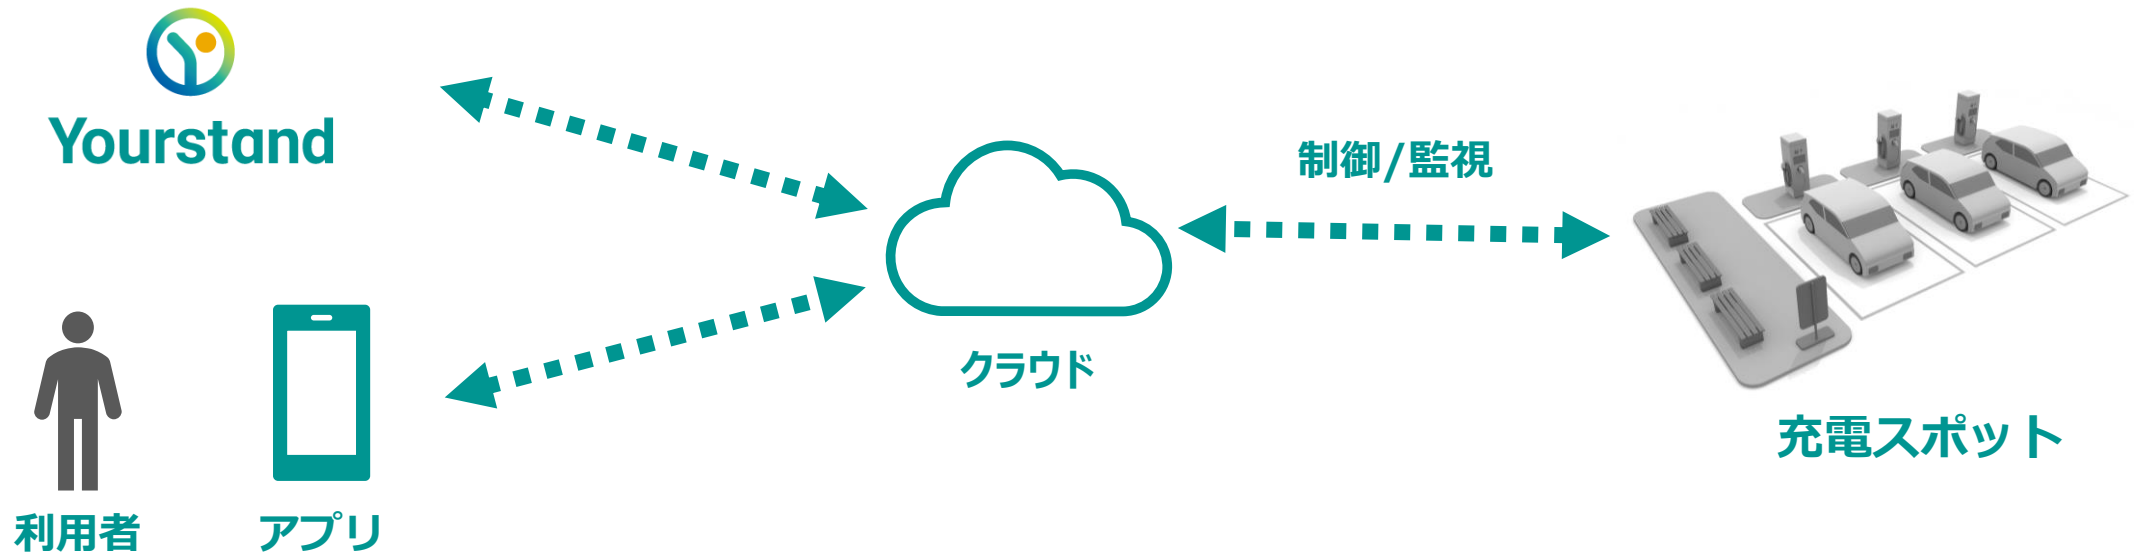 Yourstand
制御/監視
クラウド
充電スポット
利用者
アプリ